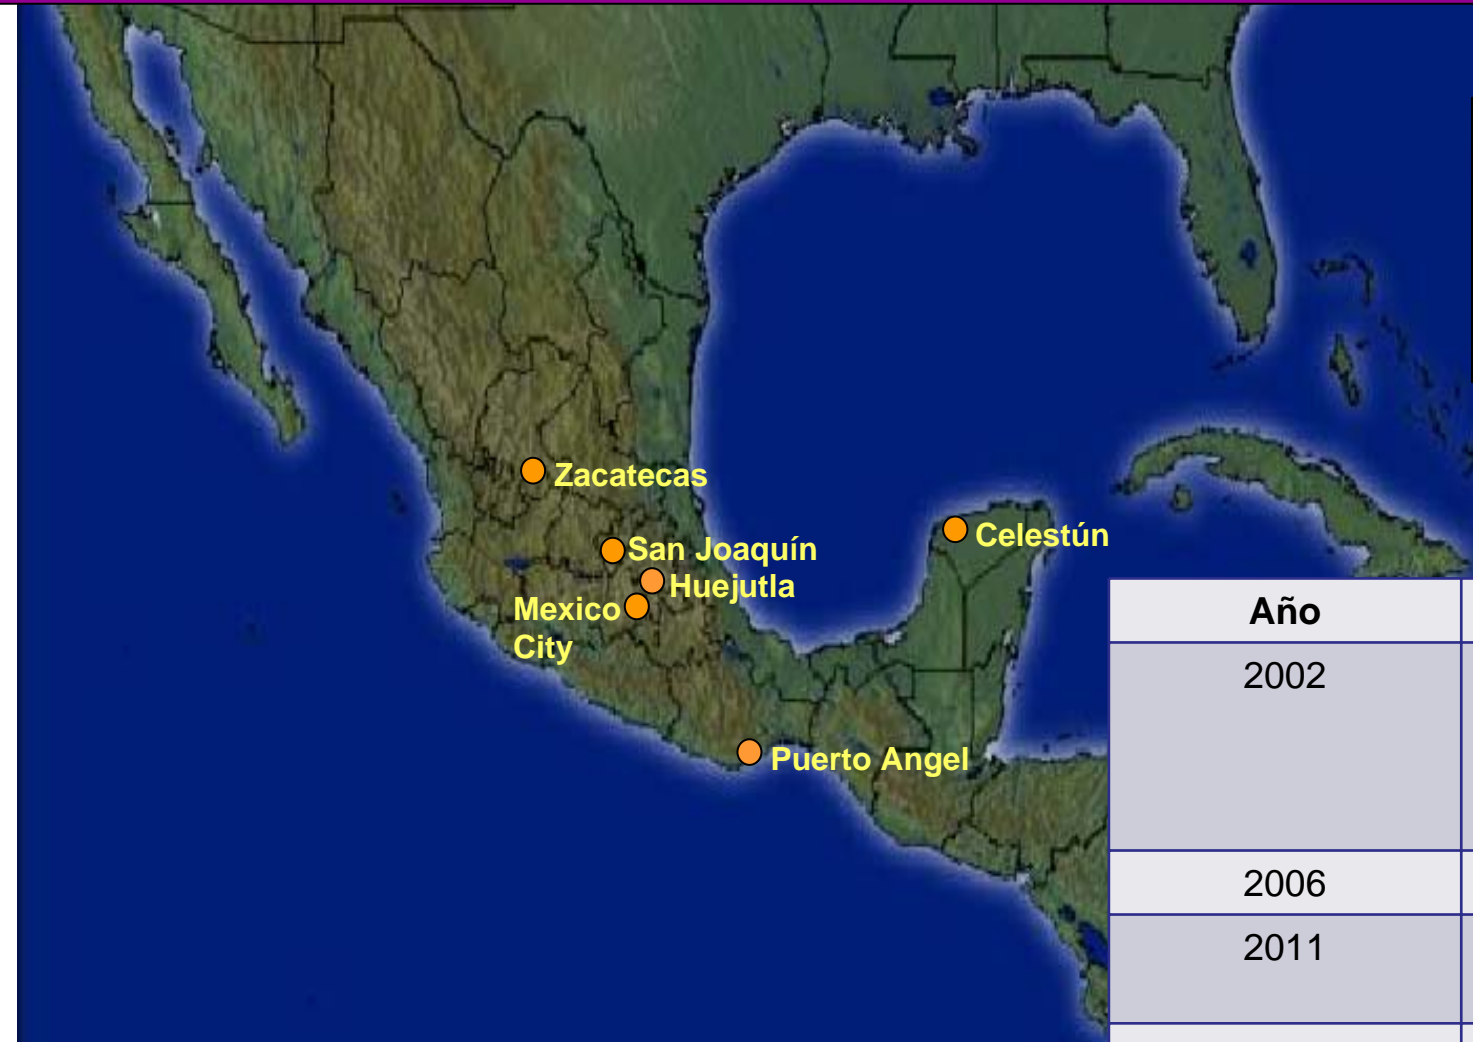 Zacatecas
San Joaquín
Huejutla
Mexico
City
Celestún
Puerto Angel
Año
2002
2006
2011